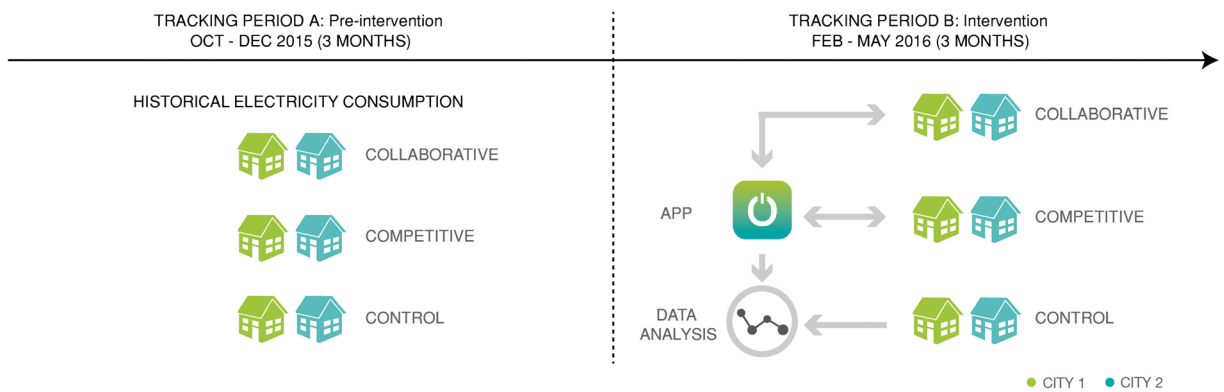 TRACKING PERIOD A: Pre-intervention
OCT - DEC 2015 (3 MONTHS)
TRACKING PERIOD B: Intervention
FEB - MAY 2016 (3 MONTHS)
HISTORICAL ELECTRICITY CONSUMPTION
COLLABORATIVE
COMPETITIVE
CONTROL
COLLABORATIVE
APP
COMPETITIVE
DATA
ANALYSIS
CONTROL
CITY 1
CITY 2